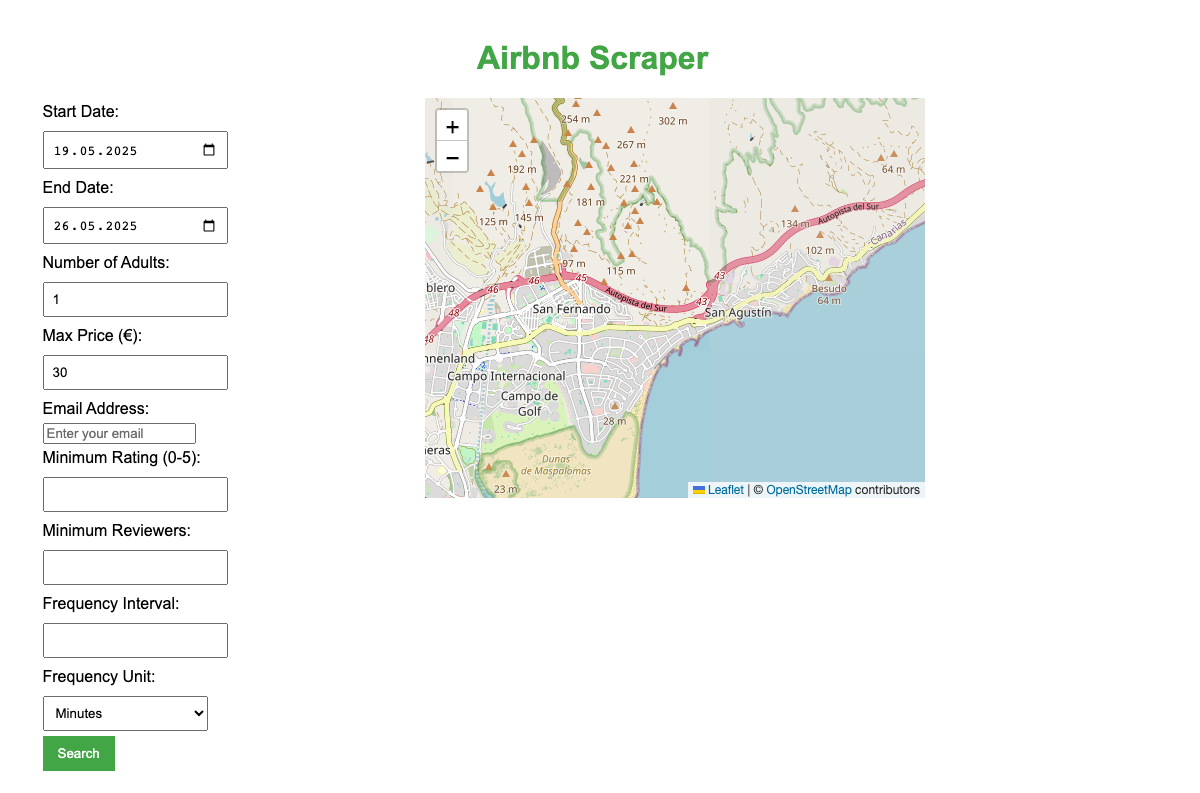 Airbnb Scraper
Start Date:
19.05.2025
End Date:
26.05.2025
Number of Adults:
1
Max Price (€):
30
Email Address:
Enter your email
Minimum Rating (0-5):
Minimum Reviewers:
Frequency Interval:
Frequency Unit:
Minutes
Search
+
−
254 m
302 m
267 m
192 m
64 m
221 m
181 m
145 m
125 m
134 m
Autopista del Sur
Canarias
102 m
97 m
115 m
43
46
46
45
Autopista del Sur
43
Besudo
64 m
blero
48
San Fernando
San Agustín
48
nnenland
Campo Internacional
Campo de
Golf
28 m
eras
Dunas
de Maspalomas
23 m
Leaflet | © OpenStreetMap contributors